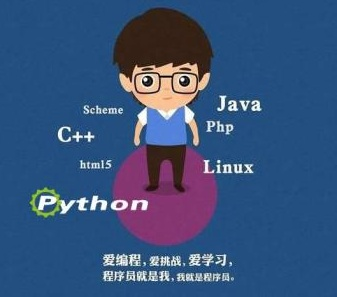 Scheme
Java
C++
Php
html5
Linux
Python
爱编程，爱挑战，爱学习，
程序员就是我，我就是程序员。